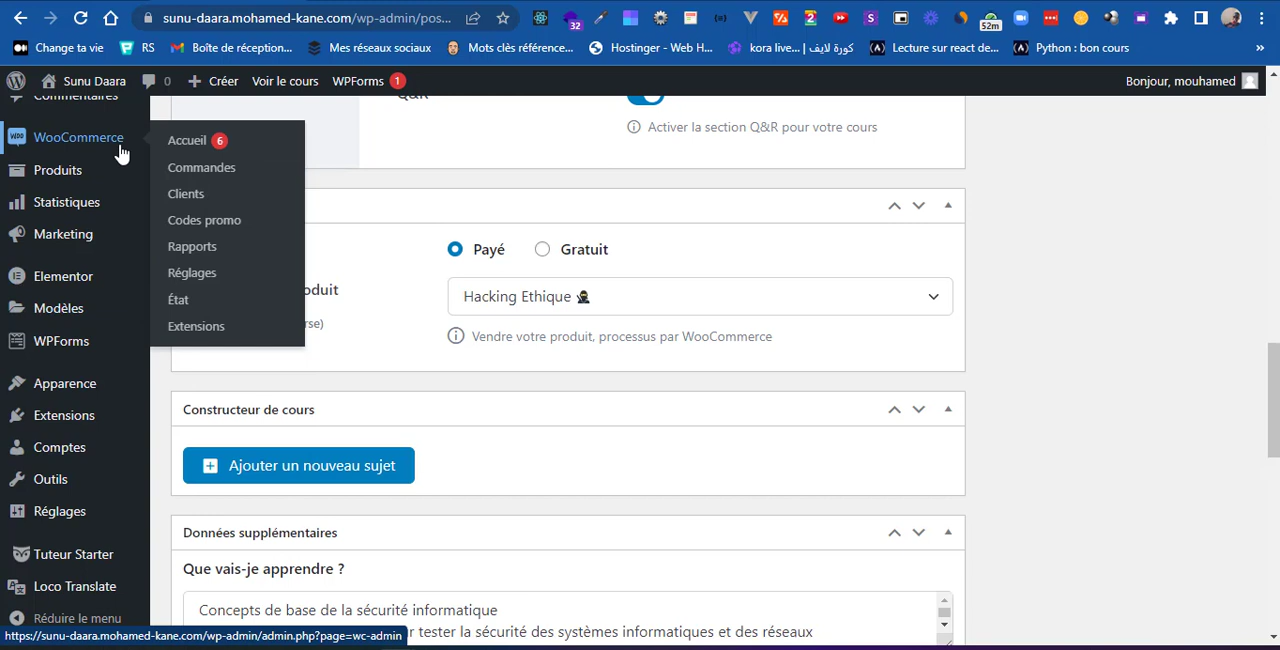 sunu-daara.mohamed-kane.com/wp-admin/pos...
32
52m
Change ta vie
RS
Boîte de réception...
Mes réseaux sociaux
Mots clés référence...
Hostinger - Web H...
kora live... | كورة لايف
Lecture sur react de...
Python : bon cours
»
Sunu Daara
0
Créer
Voir le cours
WPForms 1
Bonjour, mouhamed
Commentaires
WooCommerce
Produits
Statistiques
Marketing
Elementor
Modèles
WPForms
Apparence
Extensions
Comptes
Outils
Réglages
Tuteur Starter
Loco Translate
Réduire le menu
Accueil 6
Commandes
Clients
Codes promo
Rapports
Réglages
État
Extensions
Q&R
Activer la section Q&R pour votre cours
Payé
Gratuit
oduit
Hacking Ethique
rse)
Vendre votre produit, processus par WooCommerce
Constructeur de cours
Ajouter un nouveau sujet
Données supplémentaires
Que vais-je apprendre ?
Concepts de base de la sécurité informatique
r tester la sécurité des systèmes informatiques et des réseaux
https://sunu-daara.mohamed-kane.com/wp-admin/admin.php?page=wc-admin